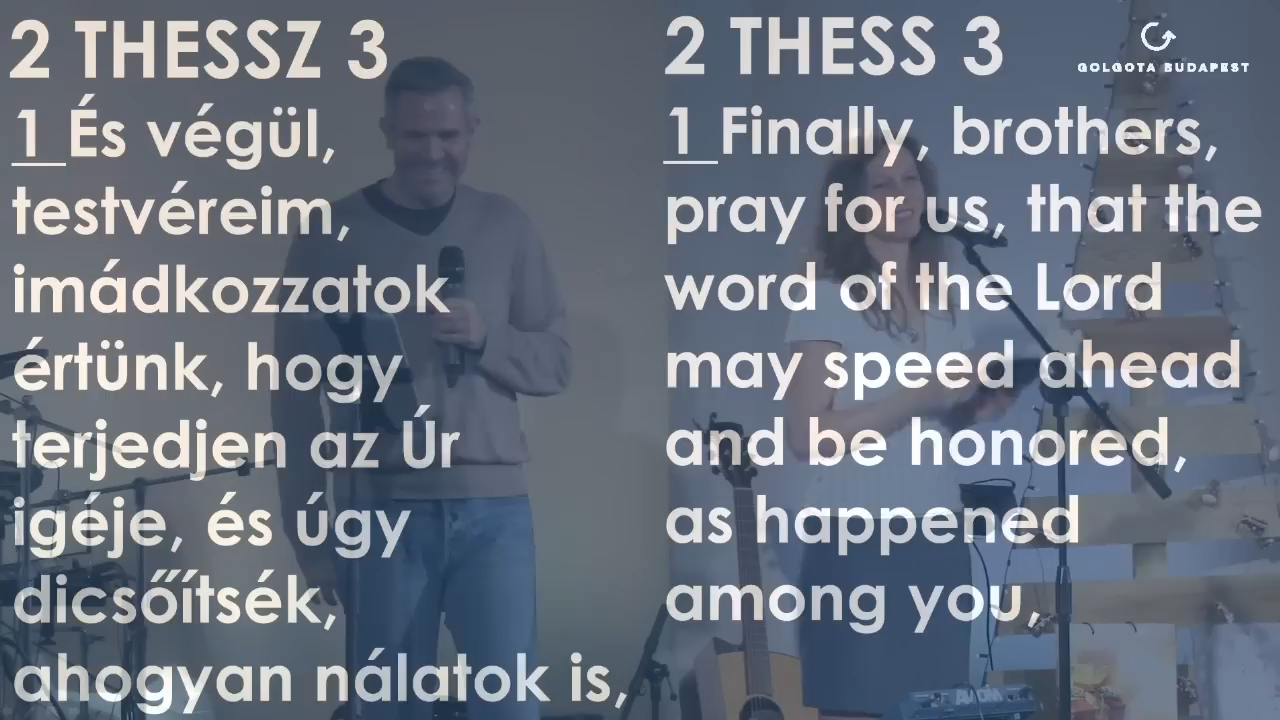 2 THESSZ 3
1 És végül,
testvéreim,
imádkozzatok
értünk, hogy
terjedjen az Úr
igéje, és úgy
dicsőítsék,
ahogyan nálatok is,
2 THESS 3
1 Finally, brothers,
pray for us, that the
word of the Lord
may speed ahead
and be honored,
as happened
among you,
GOLGOTA BUDAPEST